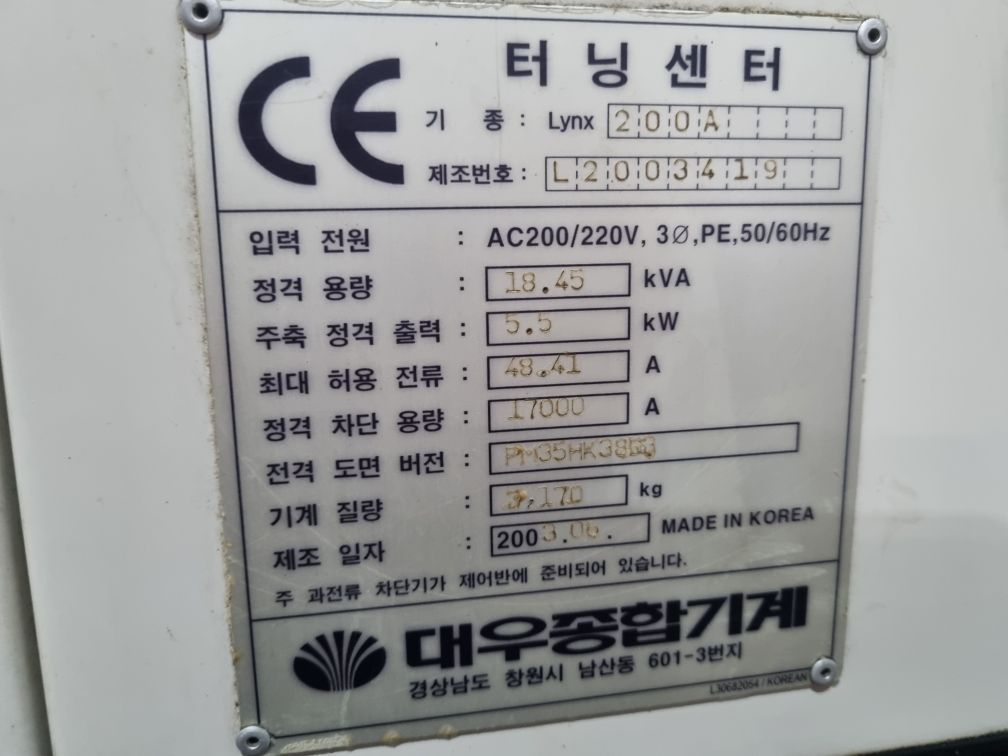 CE
터닝센터
기 종 : Lynx 200A
제조번호 : L2003419
입력 전원 : AC200/220V, 3Ø,PE,50/60Hz
정격 용량 : 18.45 kVA
주축 정격 출력 : 5.5 kW
최대 허용 전류 : 48.41 A
정격 차단 용량 : 17000 A
전격 도면 버전 :
기계 질량 : kg
제조 일자 : 2003.06. MADE IN KOREA
주 과전류 차단기가 제어반에 준비되어 있습니다.
대우종합기계
경상남도 창원시 남산동 601-3번지
L30682054 / KOREAN